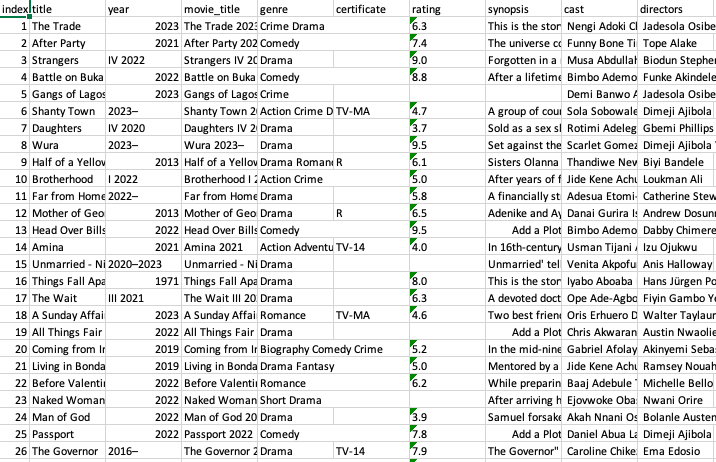 index title year movie_title genre certificate rating synopsis cast directors
1 The Trade 2023 The Trade 2023 Crime Drama 6.3 This is the stor Nengi Adoki Cl Jadesola Osibe
2 After Party 2021 After Party 202 Comedy 7.4 The universe co Funny Bone Ti Tope Alake
3 Strangers IV 2022 Strangers IV 20 Drama 9.0 Forgotten in a Musa Abdullah Biodun Stephen
4 Battle on Buka 2022 Battle on Buka Comedy 8.8 After a lifetime Bimbo Ademo Funke Akindele
5 Gangs of Lagos 2023 Gangs of Lagos Crime Demi Banwo A Jadesola Osibe
6 Shanty Town 2023– Shanty Town 2 Action Crime D TV-MA 4.7 A group of cour Sola Sobowale Dimeji Ajibola
7 Daughters IV 2020 Daughters IV 20 Drama 3.7 Sold as a sex sl Rotimi Adeleg Gbemi Phillips
8 Wura 2023– Wura 2023– Drama 9.5 Set against the Scarlet Gomez Dimeji Ajibola
9 Half of a Yellov 2013 Half of a Yellov Drama Romanc R 6.1 Sisters Olanna Thandiwe Nev Biyi Bandele
10 Brotherhood I 2022 Brotherhood I 2 Action Crime 5.0 After years of f Jide Kene Achu Loukman Ali
11 Far from Home 2022– Far from Home Drama 5.8 A financially st Adesua Etomi- Catherine Stew
12 Mother of Geo 2013 Mother of Geo Drama R 6.5 Adenike and Ay Danai Gurira Is Andrew Dosunr
13 Head Over Bills 2022 Head Over Bills Comedy 9.5 Add a Plot Bimbo Ademo Dabby Chimere
14 Amina 2021 Amina 2021 Action Adventu TV-14 4.0 In 16th-century Usman Tijani A Izu Ojukwu
15 Unmarried - Ni 2020–2023 Unmarried - Ni Drama Unmarried' tel Venita Akpofu Anis Halloway
16 Things Fall Apa 1971 Things Fall Apa Drama 8.0 This is the stor Iyabo Aboaba Hans Jürgen Po
17 The Wait III 2021 The Wait III 20 Drama 6.3 A devoted doct Ope Ade-Agbo Fiyin Gambo Yo
18 A Sunday Affai 2023 A Sunday Affai Romance TV-MA 4.6 Two best friend Oris Erhuero D Walter Taylaur
19 All Things Fair 2022 All Things Fair Drama Add a Plot Chris Akwaran Austin Nwaolie
20 Coming from Ir 2019 Coming from Ir Biography Comedy Crime 5.2 In the mid-nine Gabriel Afolay Akinyemi Seba
21 Living in Bonda 2019 Living in Bonda Drama Fantasy 5.0 Mentored by a Jide Kene Achu Ramsey Nouah
22 Before Valentir 2022 Before Valentir Romance 6.2 While preparin Baaj Adebule T Michelle Bello
23 Naked Woman 2022 Naked Woman Short Drama After arriving h Ejovwoke Oba Nwani Orire
24 Man of God 2022 Man of God 20 Drama 3.9 Samuel forsake Akah Nnani Os Bolanle Austen
25 Passport 2022 Passport 2022 Comedy 7.8 Add a Plot Daniel Abua La Dimeji Ajibola
26 The Governor 2016– The Governor 2 Drama TV-14 7.9 The Governor" Caroline Chike Ema Edosio